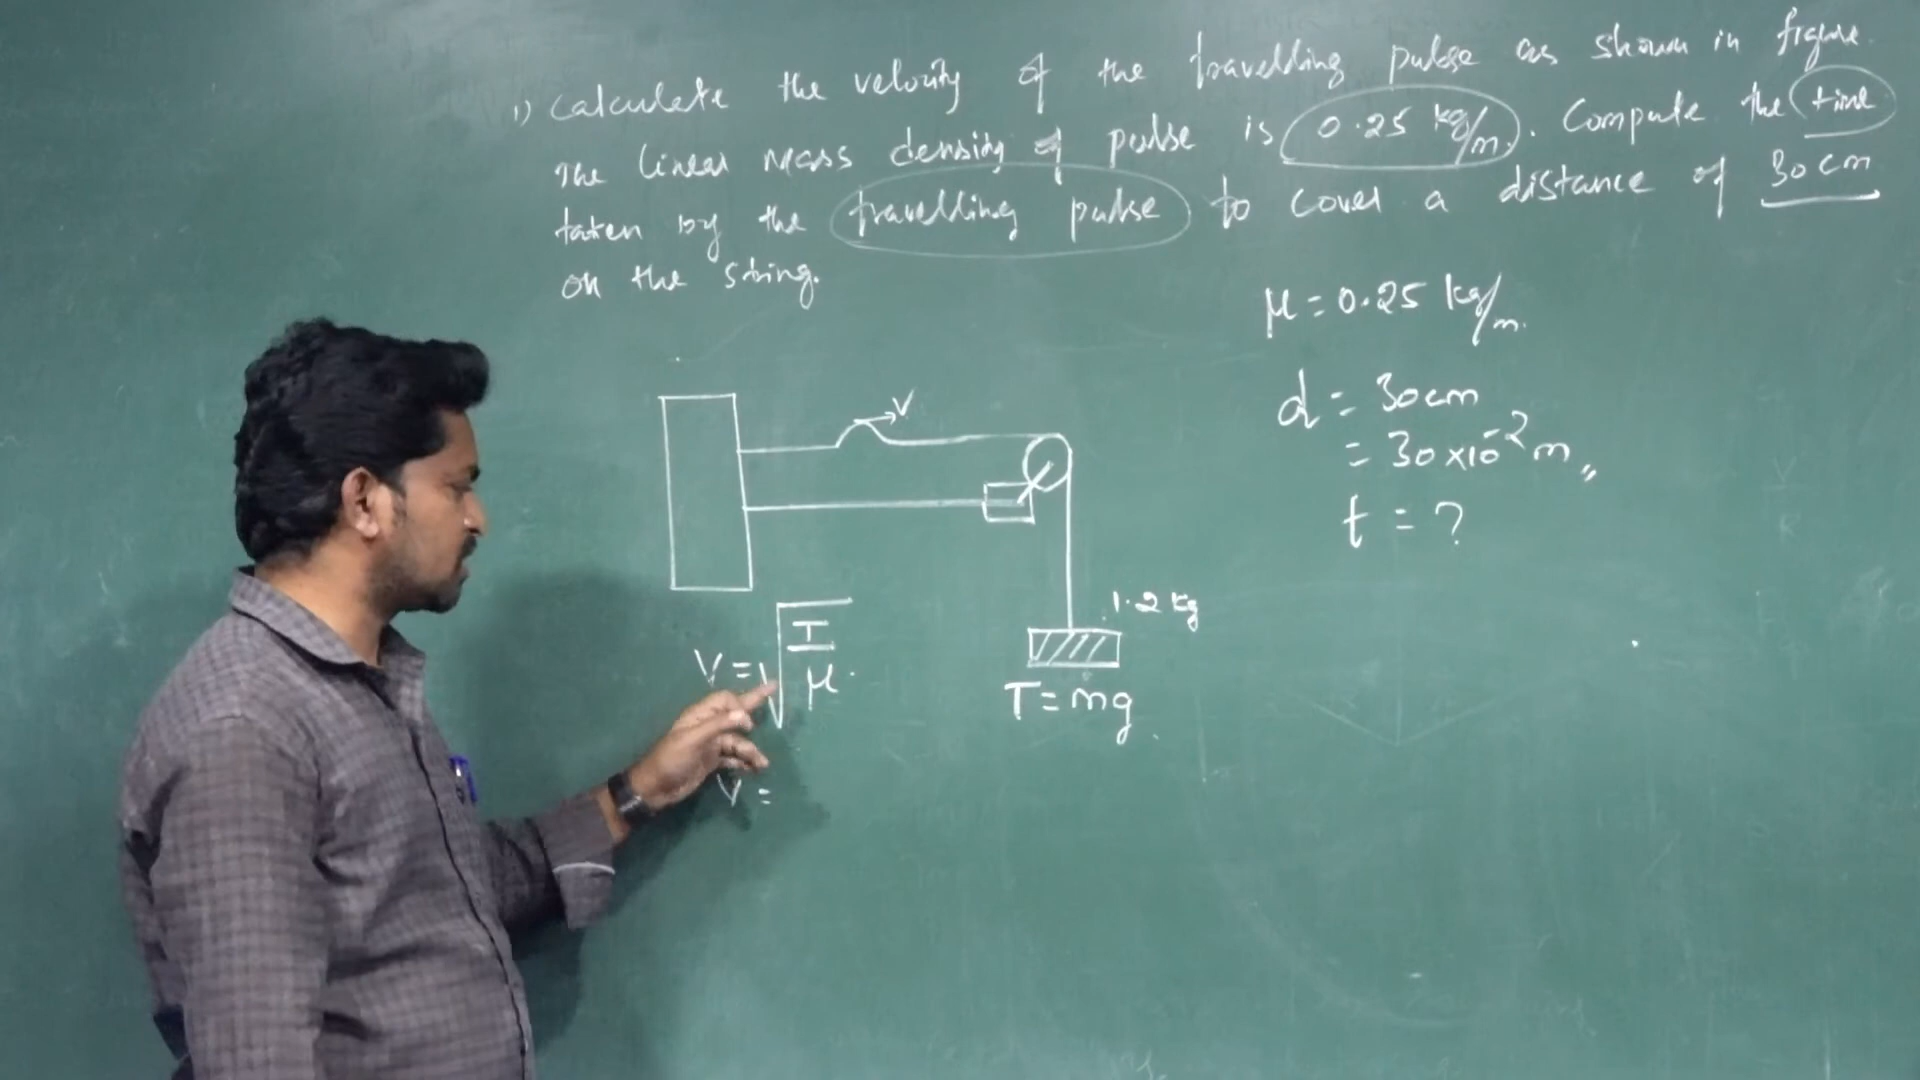 1) Calculate the velocity of the travelling pulse as shown in figure.
The linear mass density of pulse is 0.25 kg/m. Compute the time
taken by the travelling pulse to cover a distance of 30 cm
on the string.
μ = 0.25 kg/m.
d = 30cm
= 30×10⁻² m
t = ?
V
1.2 kg
T = mg
V = √T/μ
V =